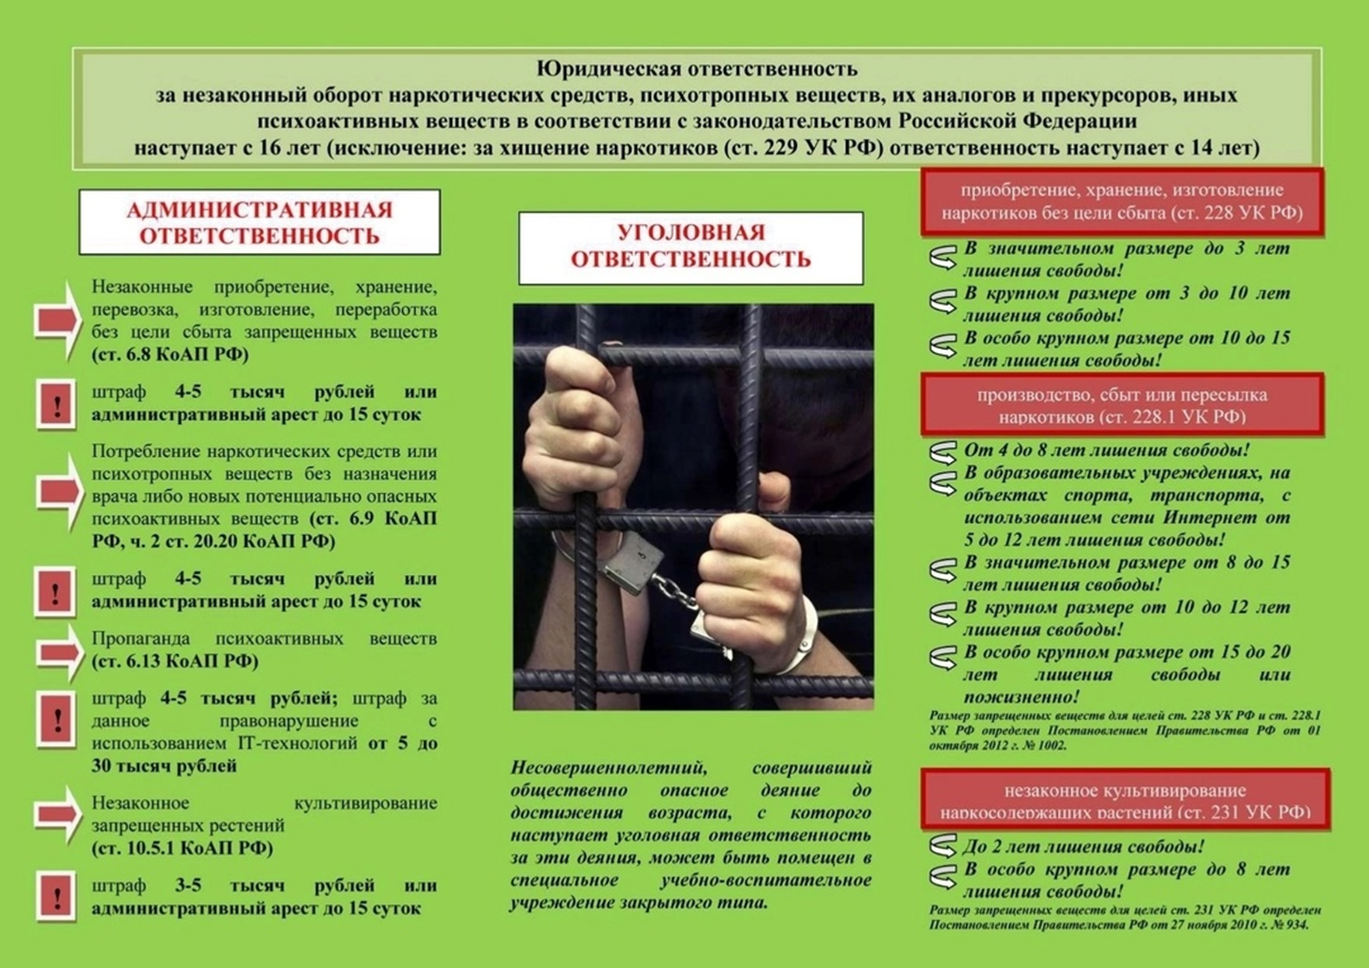 Юридическая ответственность
за незаконный оборот наркотических средств, психотропных веществ, их аналогов и прекурсоров, иных
психоактивных веществ в соответствии с законодательством Российской Федерации
наступает с 16 лет (исключение: за хищение наркотиков (ст. 229 УК РФ) ответственность наступает с 14 лет)
АДМИНИСТРАТИВНАЯ
ОТВЕТСТВЕННОСТЬ
Незаконные приобретение, хранение,
перевозка, изготовление, переработка
без цели сбыта запрещенных веществ
(ст. 6.8 КоАП РФ)
!
штраф 4-5 тысяч рублей или
административный арест до 15 суток
Потребление наркотических средств или
психотропных веществ без назначения
врача либо новых потенциально опасных
психоактивных веществ (ст. 6.9 КоАП
РФ, ч. 2 ст. 20.20 КоАП РФ)
!
штраф 4-5 тысяч рублей или
административный арест до 15 суток
Пропаганда психоактивных веществ
(ст. 6.13 КоАП РФ)
!
штраф 4-5 тысяч рублей; штраф за
данное правонарушение с
использованием IT-технологий от 5 до
30 тысяч рублей
Незаконное культивирование
запрещенных рестений
(ст. 10.5.1 КоАП РФ)
!
штраф 3-5 тысяч рублей или
административный арест до 15 суток
УГОЛОВНАЯ
ОТВЕТСТВЕННОСТЬ
Несовершеннолетний, совершивший
общественно опасное деяние до
достижения возраста, с которого
наступает уголовная ответственность
за эти деяния, может быть помещен в
специальное учебно-воспитательное
учреждение закрытого типа.
приобретение, хранение, изготовление
наркотиков без цели сбыта (ст. 228 УК РФ)
В значительном размере до 3 лет
лишения свободы!
В крупном размере от 3 до 10 лет
лишения свободы!
В особо крупном размере от 10 до 15
лет лишения свободы!
производство, сбыт или пересылка
наркотиков (ст. 228.1 УК РФ)
От 4 до 8 лет лишения свободы!
В образовательных учреждениях, на
объектах спорта, транспорта, с
использованием сети Интернет от
5 до 12 лет лишения свободы!
В значительном размере от 8 до 15
лет лишения свободы!
В крупном размере от 10 до 12 лет
лишения свободы!
В особо крупном размере от 15 до 20
лет лишения свободы или
пожизненно!
Размер запрещенных веществ для целей ст. 228 УК РФ и ст. 228.1
УК РФ определен Постановлением Правительства РФ от 01
октября 2012 г. № 1002.
незаконное культивирование
наркосодержащих растений (ст. 231 УК РФ)
До 2 лет лишения свободы!
В особо крупном размере до 8 лет
лишения свободы!
Размер запрещенных веществ для целей ст. 231 УК РФ определен
Постановлением Правительства РФ от 27 ноября 2010 г. № 934.